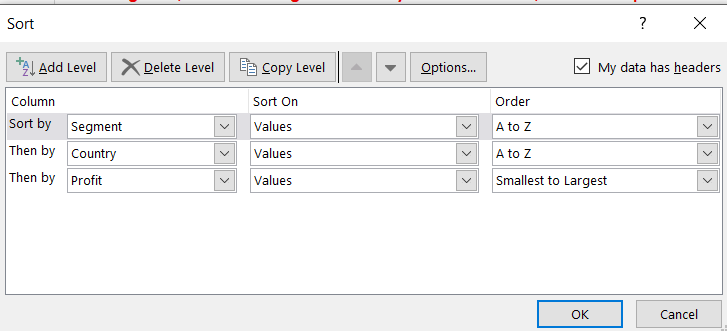 Sort ? ×
Add Level Delete Level Copy Level Options... My data has headers
Column Sort On Order
Sort by Segment Values A to Z
Then by Country Values A to Z
Then by Profit Values Smallest to Largest
OK Cancel